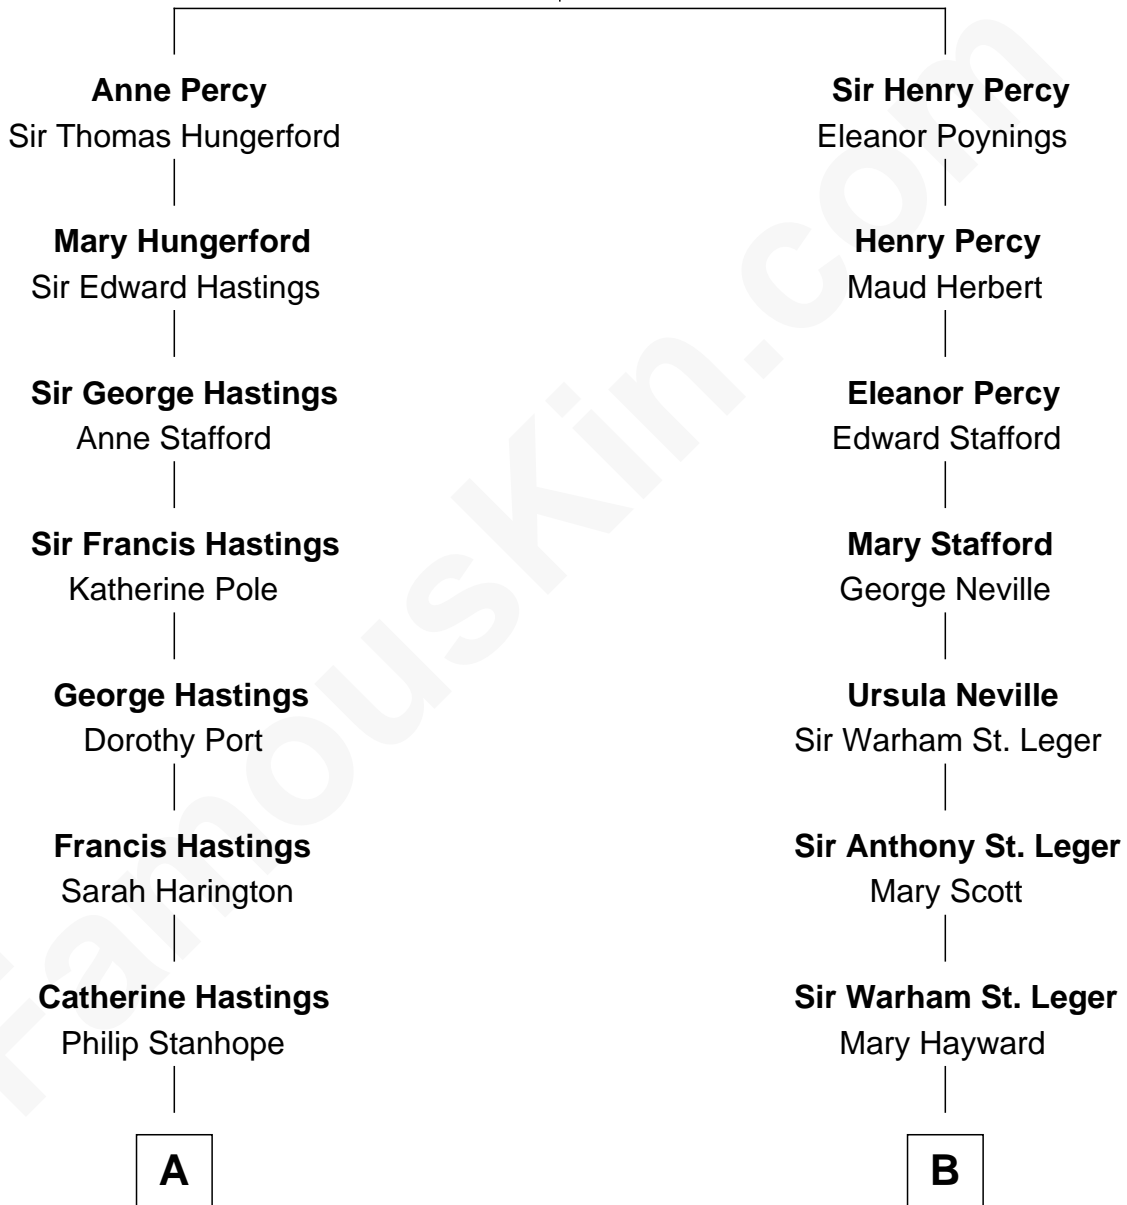 Anne Percy
Sir Thomas Hungerford
Mary Hungerford
Sir Edward Hastings
Sir George Hastings
Anne Stafford
Sir Francis Hastings
Katherine Pole
George Hastings
Dorothy Port
Francis Hastings
Sarah Harington
Catherine Hastings
Philip Stanhope
A
Sir Henry Percy
Eleanor Poynings
Henry Percy
Maud Herbert
Eleanor Percy
Edward Stafford
Mary Stafford
George Neville
Ursula Neville
Sir Warham St. Leger
Sir Anthony St. Leger
Mary Scott
Sir Warham St. Leger
Mary Hayward
B
FamousKin.com